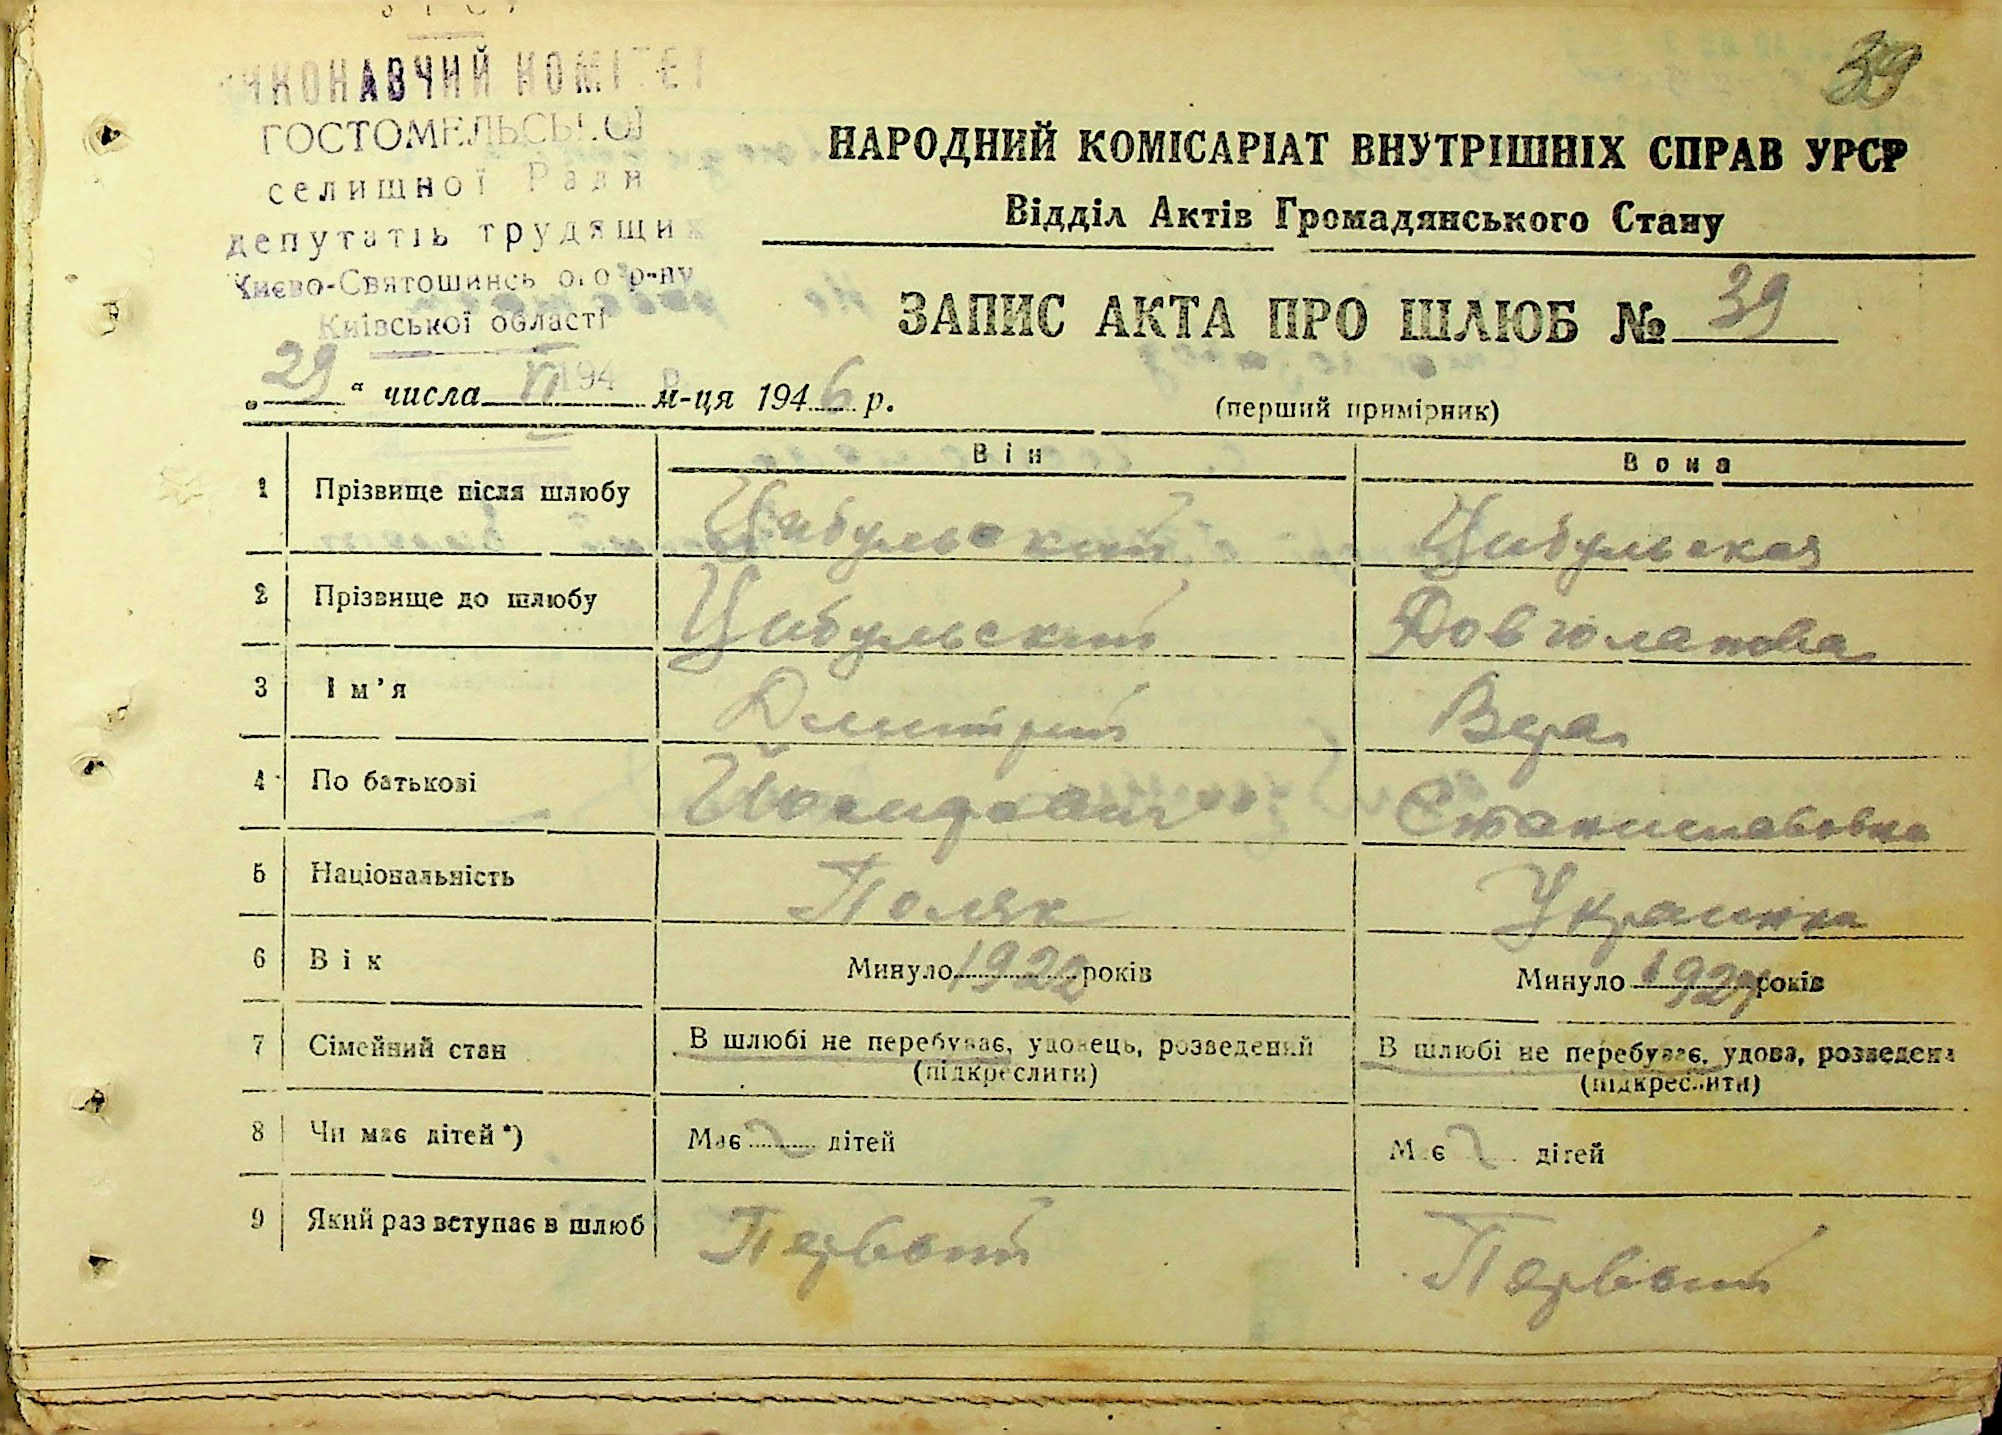 39
ВИКОНАВЧИЙ КОМІТЕТ
ГОСТОМЕЛЬСЬКОЇ
селищної Ради
депутатів трудящих
Києво-Святошинського р-ну
Київської області
194 р.
НАРОДНИЙ КОМІСАРІАТ ВНУТРІШНІХ СПРАВ УРСР
Відділ Актів Громадянського Стану
ЗАПИС АКТА ПРО ШЛЮБ № 39
„29“ числа VI м-ця 1946 р.
(перший примірник)
Він Вона
1 Прізвище після шлюбу Цибульский Цибульская
2 Прізвище до шлюбу Цибульский Довголапова
3 Ім’я Дмитрий Вера
4 По батькові Станиславовна
5 Національність Поляк Украинка
6 Вік Минуло 1922 років Минуло 1927 років
7 Сімейний стан В шлюбі не перебуває, удовець, розведений В шлюбі не перебуває, удова, розведена
(підкреслити) (підкреслити)
8 Чи має дітей *) Має дітей Має дітей
9 Який раз вступає в шлюб Первый Первый